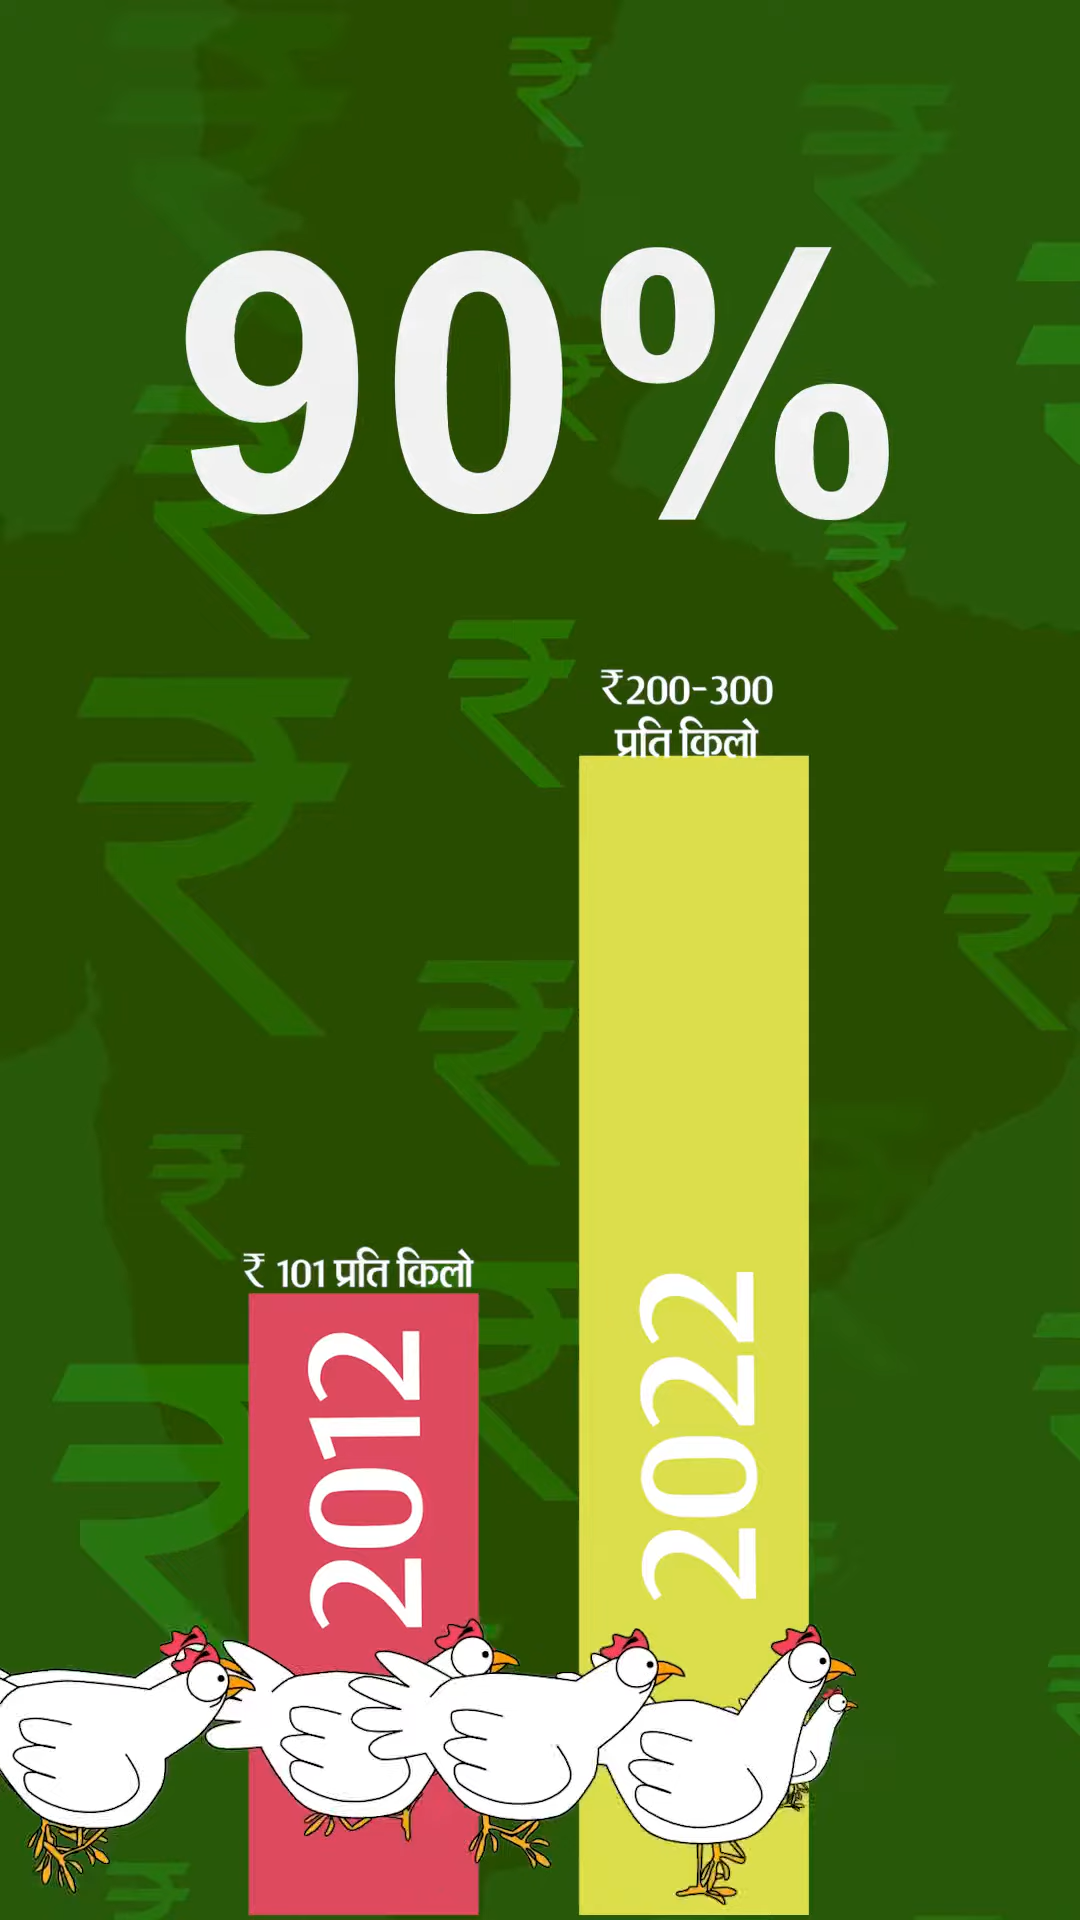 90%
₹200-300
प्रति किलो
₹ 101 प्रति किलो
2012
2022